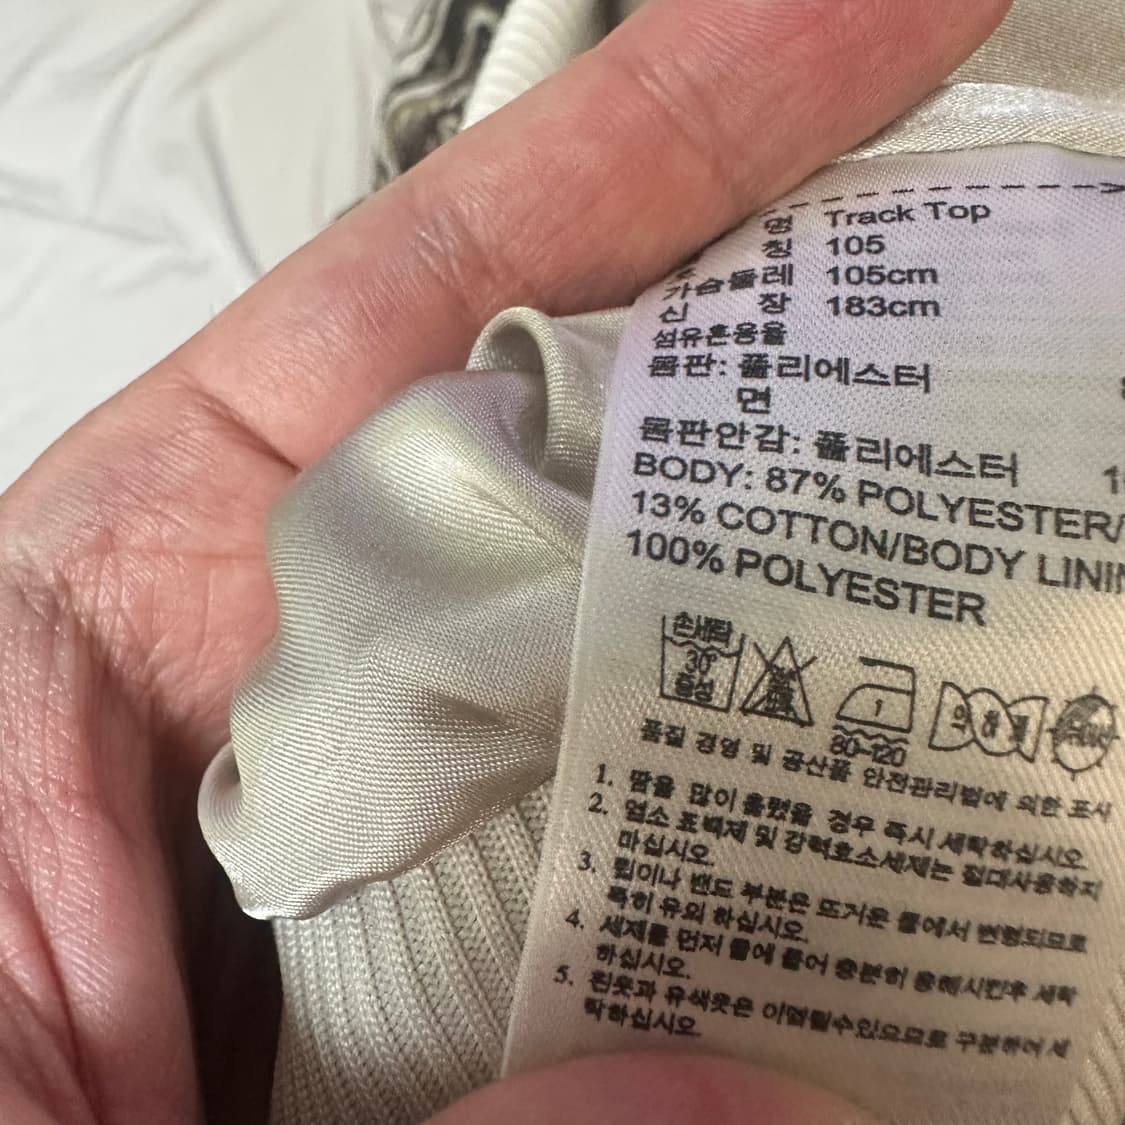 명 Track Top
칭 105
가슴둘레 105cm
신 장 183cm
섬유혼용율
몸판: 폴리에스터
면
몸판안감: 폴리에스터
BODY: 87% POLYESTER/
13% COTTON/BODY LININ
100% POLYESTER
손세탁
30°
중성
1
80~120
품질 경영 및 공산품 안전관리법에 의한 표시
1. 땀을 많이 흘렸을 경우 즉시 세탁하십시오.
2. 염소 표백제 및 강력효소세제는 절대사용하지
마십시오.
3. 립이나 밴드 부분은 뜨거운 물에서 변형되므로
특히 유의 하십시오.
4. 세제를 먼저 물에 풀어 충분히 용해시킨후 세탁
하십시오.
5. 흰옷과 유색옷은 이염될수있으므로 구분하여 세
탁하십시오.